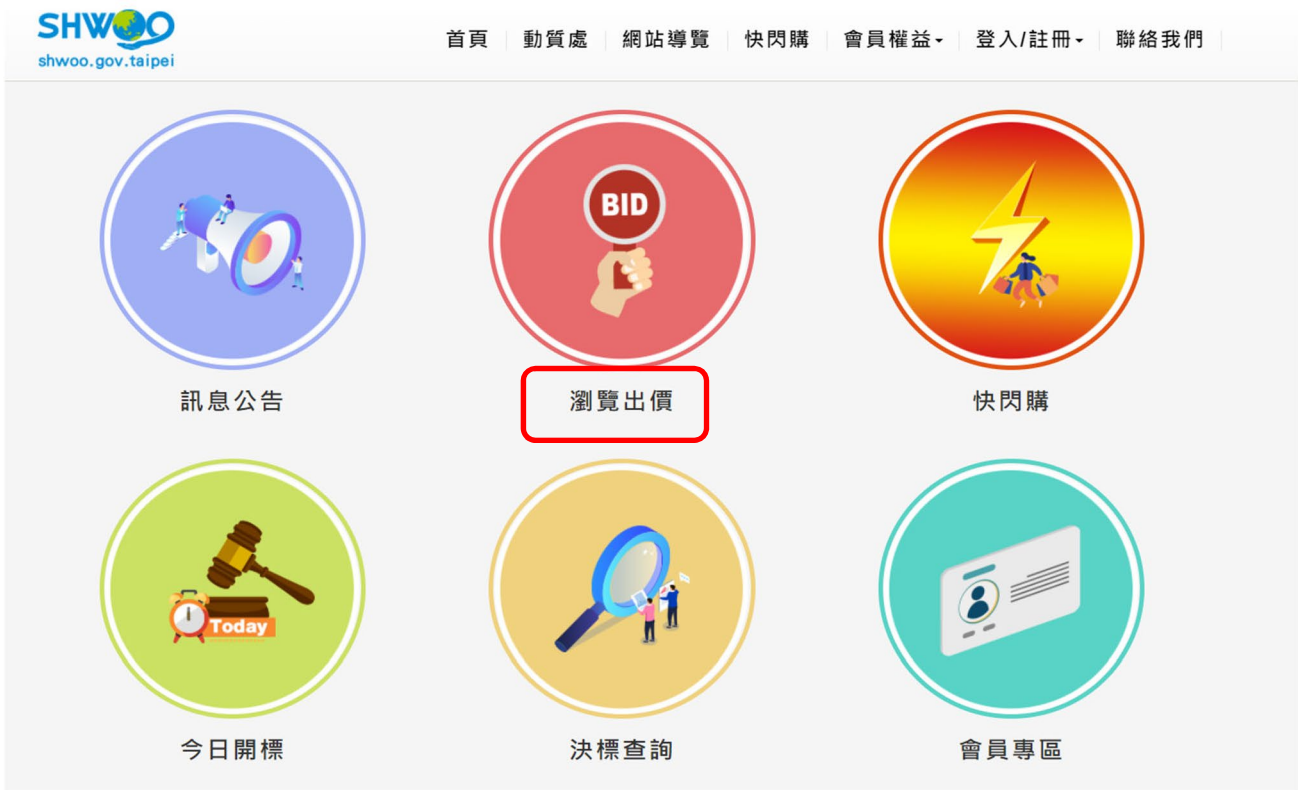 SHWOO
shwoo.gov.taipei
首頁 動質處 網站導覽 快閃購 會員權益 登入/註冊 聯絡我們
BID
訊息公告 瀏覽出價 快閃購
Today
今日開標 決標查詢 會員專區